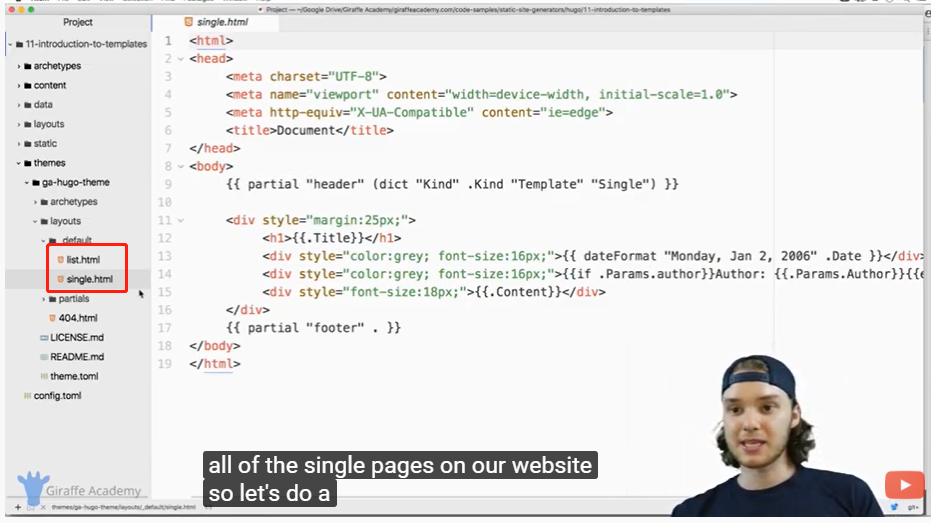 Project — ~/Google Drive/Giraffe Academy/giraffeacademy.com/code-samples/static-site-generators/hugo/11-introduction-to-templates
Project
single.html
11-introduction-to-templates
archetypes
content
data
layouts
static
themes
ga-hugo-theme
archetypes
layouts
_default
list.html
single.html
partials
404.html
LICENSE.md
README.md
theme.toml
config.toml
1 <html>
2 <head>
3 <meta charset="UTF-8">
4 <meta name="viewport" content="width=device-width, initial-scale=1.0">
5 <meta http-equiv="X-UA-Compatible" content="ie=edge">
6 <title>Document</title>
7 </head>
8 <body>
9 {{ partial "header" (dict "Kind" .Kind "Template" "Single") }}
10
11 <div style="margin:25px;">
12 <h1>{{.Title}}</h1>
13 <div style="color:grey; font-size:16px;">{{ dateFormat "Monday, Jan 2, 2006" .Date }}</div>
14 <div style="color:grey; font-size:16px;">{{if .Params.author}}Author: {{.Params.Author}}{{e
15 <div style="font-size:18px;">{{.Content}}</div>
16 </div>
17 {{ partial "footer" . }}
18 </body>
19 </html>
all of the single pages on our website
so let's do a
Giraffe Academy
themes/ga-hugo-theme/layouts/_default/single.html
git+